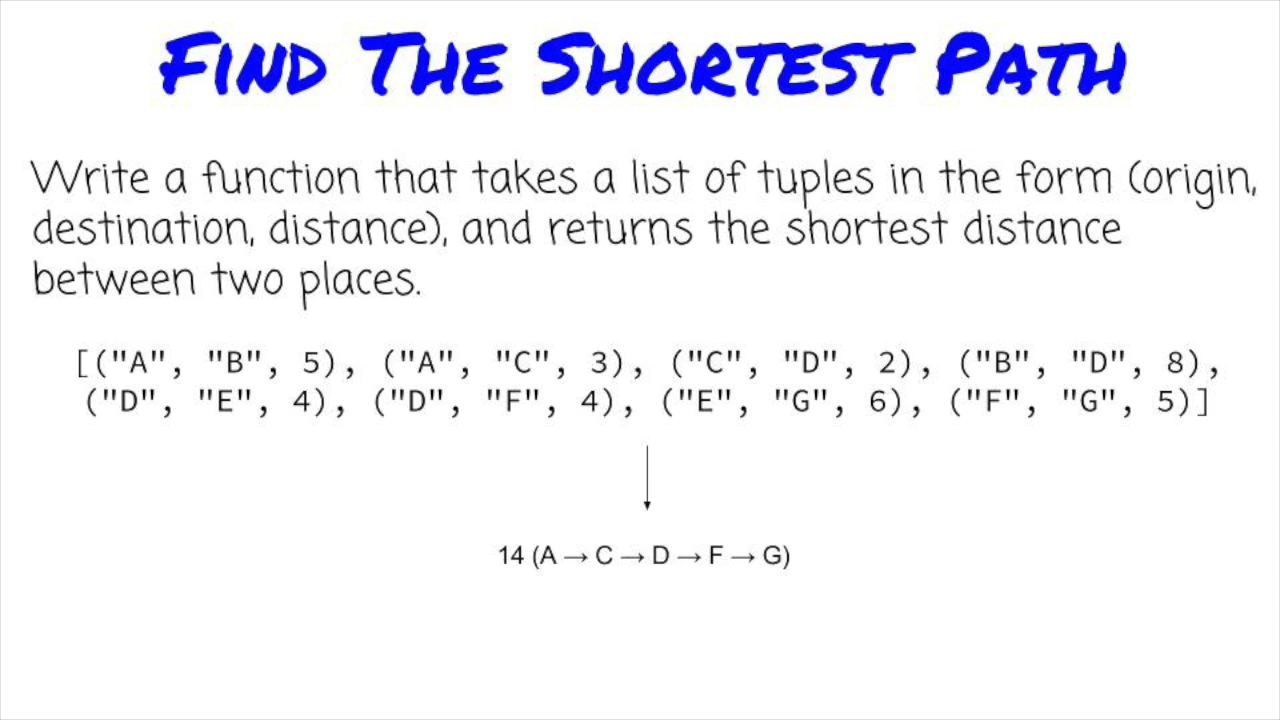 Find The Shortest Path
Write a function that takes a list of tuples in the form (origin,
destination, distance), and returns the shortest distance
between two places.
[("A", "B", 5), ("A", "C", 3), ("C", "D", 2), ("B", "D", 8),
("D", "E", 4), ("D", "F", 4), ("E", "G", 6), ("F", "G", 5)]
14 (A → C → D → F → G)